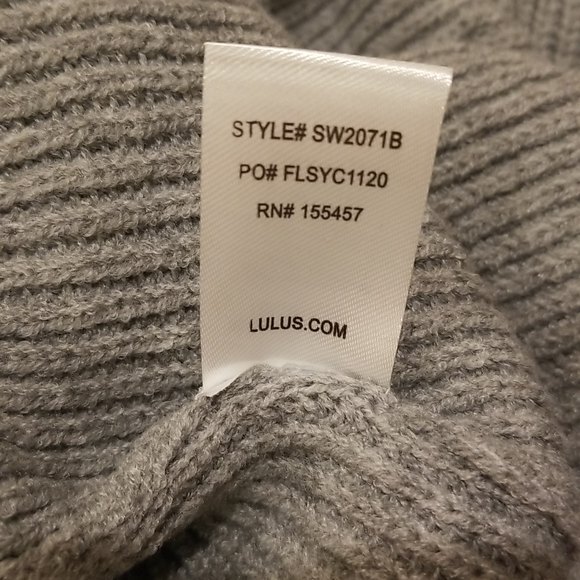 STYLE# SW2071B
PO# FLSYC1120
RN# 155457
LULUS.COM